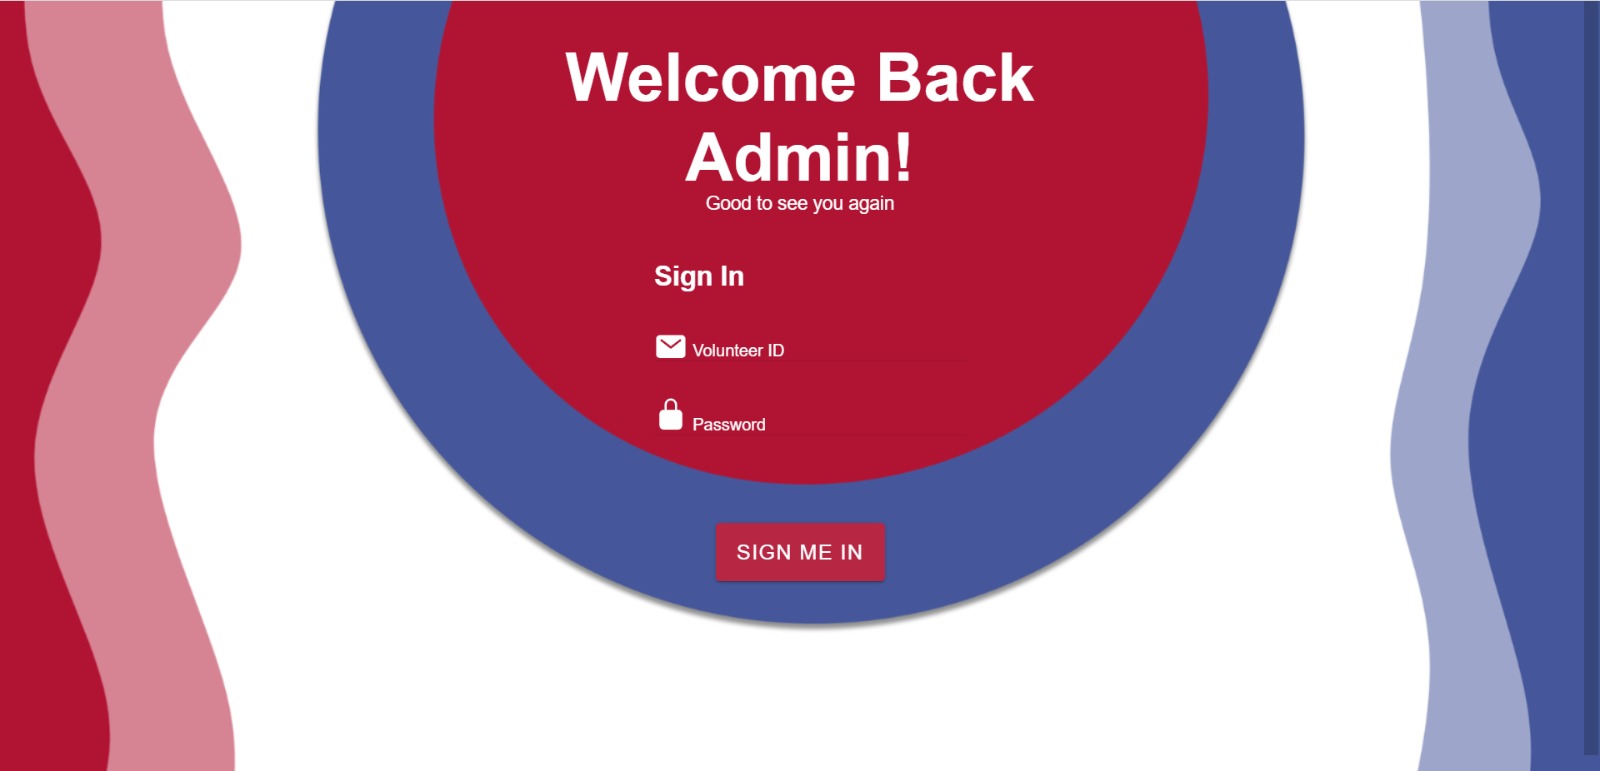 Welcome Back
Admin!
Good to see you again
Sign In
Volunteer ID
Password
SIGN ME IN